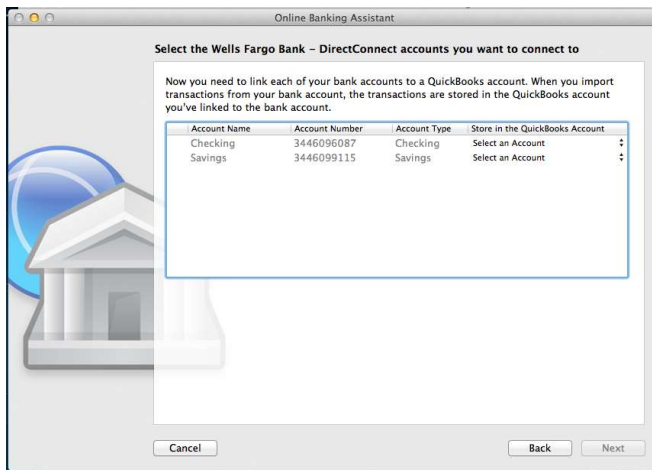 Online Banking Assistant
Select the Wells Fargo Bank – DirectConnect accounts you want to connect to
Now you need to link each of your bank accounts to a QuickBooks account. When you import
transactions from your bank account, the transactions are stored in the QuickBooks account
you've linked to the bank account.
Account Name Account Number Account Type Store in the QuickBooks Account
Checking 3446096087 Checking Select an Account
Savings 3446099115 Savings Select an Account
Cancel Back Next